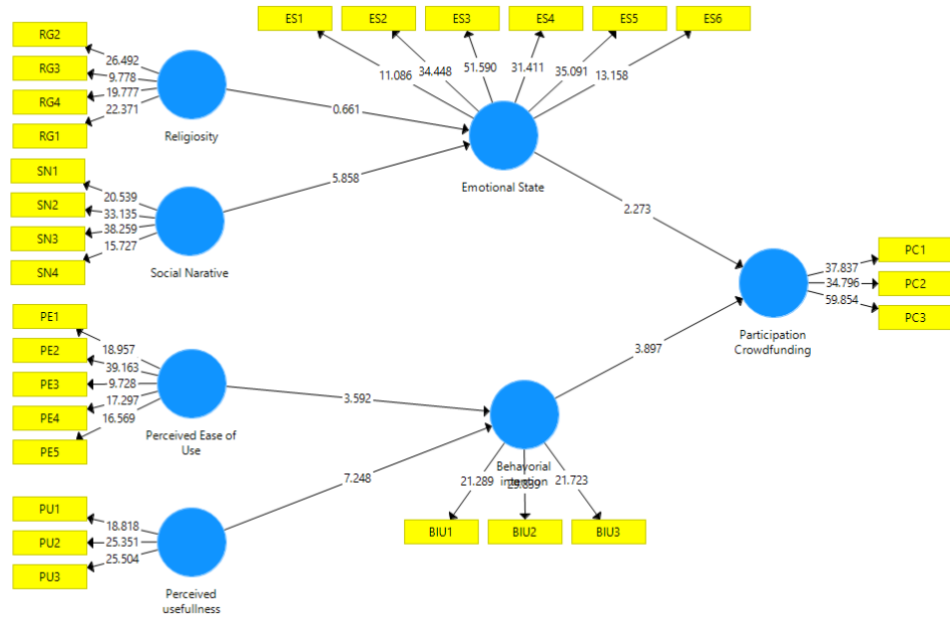 ES1 ES2 ES3 ES4 ES5 ES6
11.086 34.448 51.590 31.411 35.091 13.158
RG2
RG3
RG4
RG1
26.492
9.778
19.777
22.371
Religiosity
0.661
SN1
SN2
SN3
SN4
20.539
33.135
38.259
15.727
Social Narative
5.858
Emotional State
2.273
PE1
PE2
PE3
PE4
PE5
18.957
39.163
9.728
17.297
16.569
Perceived Ease of
Use
3.592
PU1
PU2
PU3
18.818
25.351
25.504
Perceived
usefullness
7.248
Behavorial
intention
21.289 21.723
BIU1 BIU2 BIU3
3.897
Participation
Crowdfunding
37.837
34.796
59.854
PC1
PC2
PC3